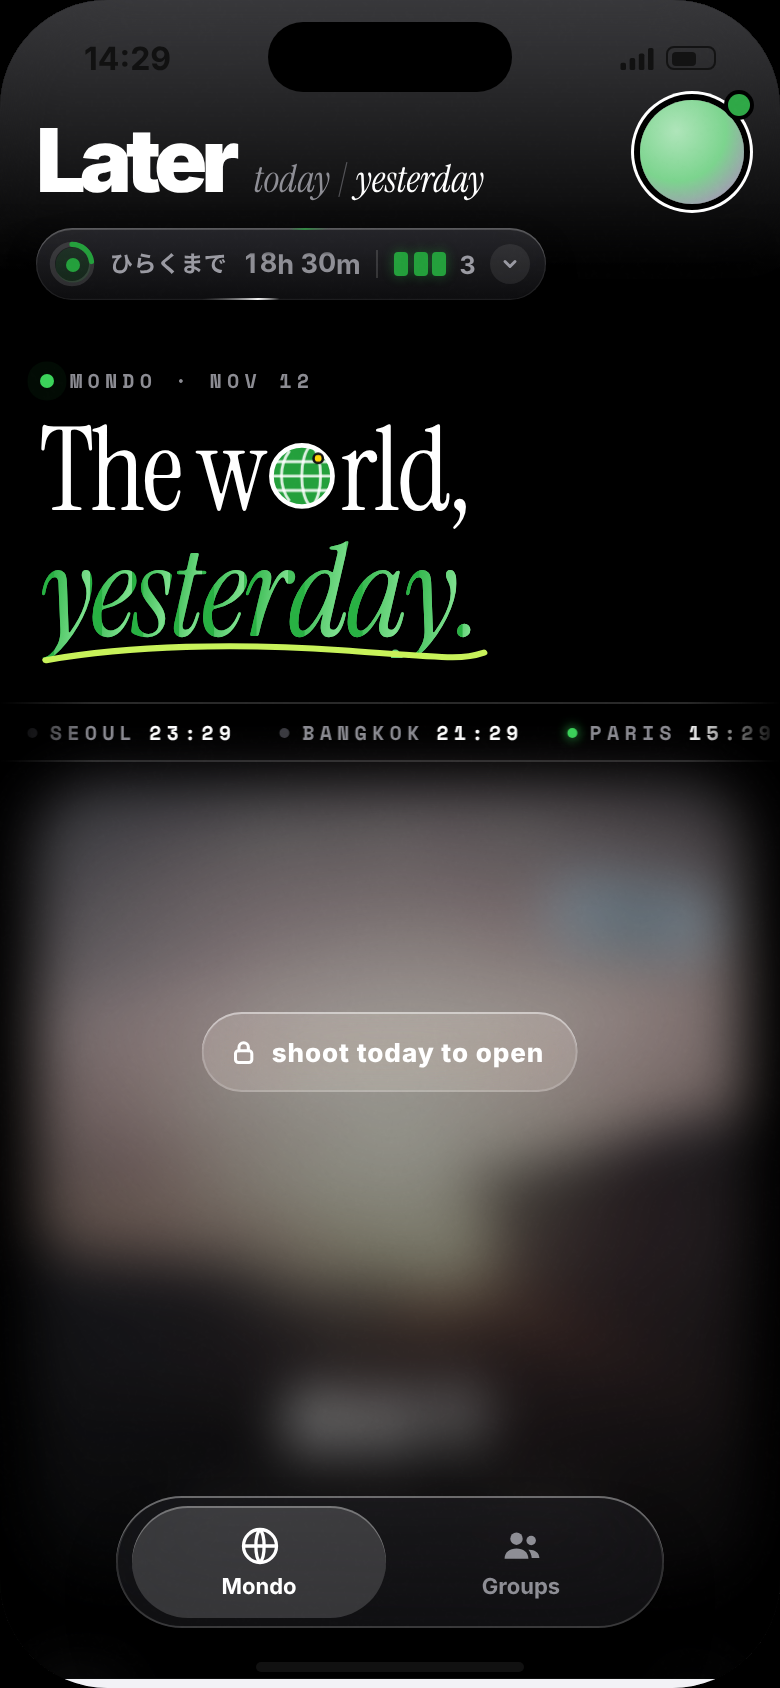 14:29
Later today / yesterday
ひらくまで 18h 30m 3
MONDO · NOV 12
The world,
yesterday.
SEOUL 23:29 BANGKOK 21:29 PARIS 15:29
shoot today to open
Mondo Groups